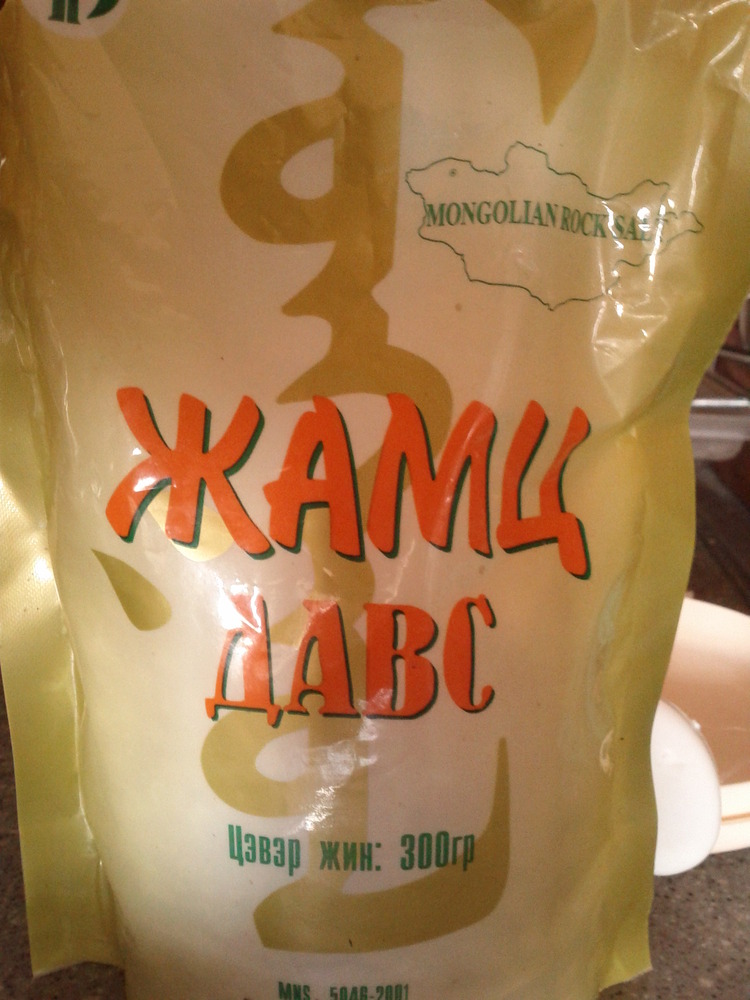 MONGOLIAN ROCK SALT
ЖАМЦ
ДАВС
Цэвэр жин: 300гр
MNS 5046-2001